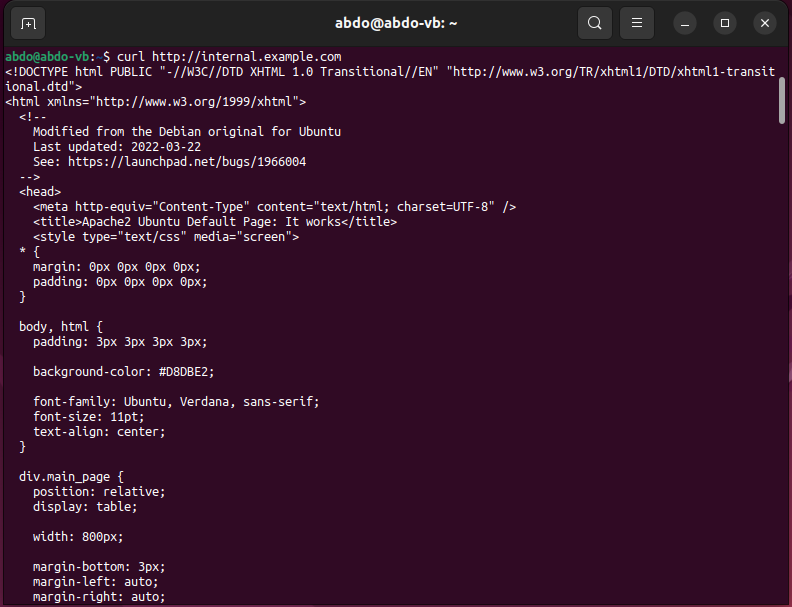 abdo@abdo-vb: ~
abdo@abdo-vb:~$ curl http://internal.example.com
<!DOCTYPE html PUBLIC "-//W3C//DTD XHTML 1.0 Transitional//EN" "http://www.w3.org/TR/xhtml1/DTD/xhtml1-transit
ional.dtd">
<html xmlns="http://www.w3.org/1999/xhtml">
  <!--
    Modified from the Debian original for Ubuntu
    Last updated: 2022-03-22
    See: https://launchpad.net/bugs/1966004
  -->
  <head>
    <meta http-equiv="Content-Type" content="text/html; charset=UTF-8" />
    <title>Apache2 Ubuntu Default Page: It works</title>
    <style type="text/css" media="screen">
  * {
    margin: 0px 0px 0px 0px;
    padding: 0px 0px 0px 0px;
  }
  body, html {
    padding: 3px 3px 3px 3px;
    background-color: #D8DBE2;
    font-family: Ubuntu, Verdana, sans-serif;
    font-size: 11pt;
    text-align: center;
  }
  div.main_page {
    position: relative;
    display: table;
    width: 800px;
    margin-bottom: 3px;
    margin-left: auto;
    margin-right: auto;